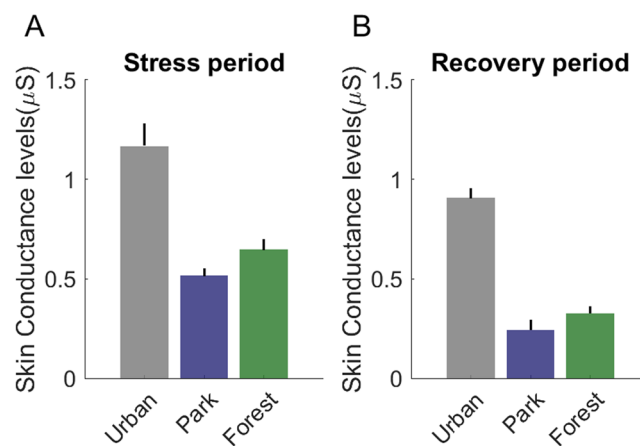 A
Stress period
Skin Conductance levels(μS)
1.5
1
0.5
0
Urban
Park
Forest
B
Recovery period
Skin Conductance levels(μS)
1.5
1
0.5
0
Urban
Park
Forest